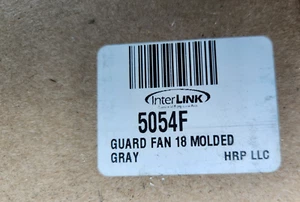 InterLINK
5054F
GUARD FAN 18 MOLDED
GRAY HRP LLC